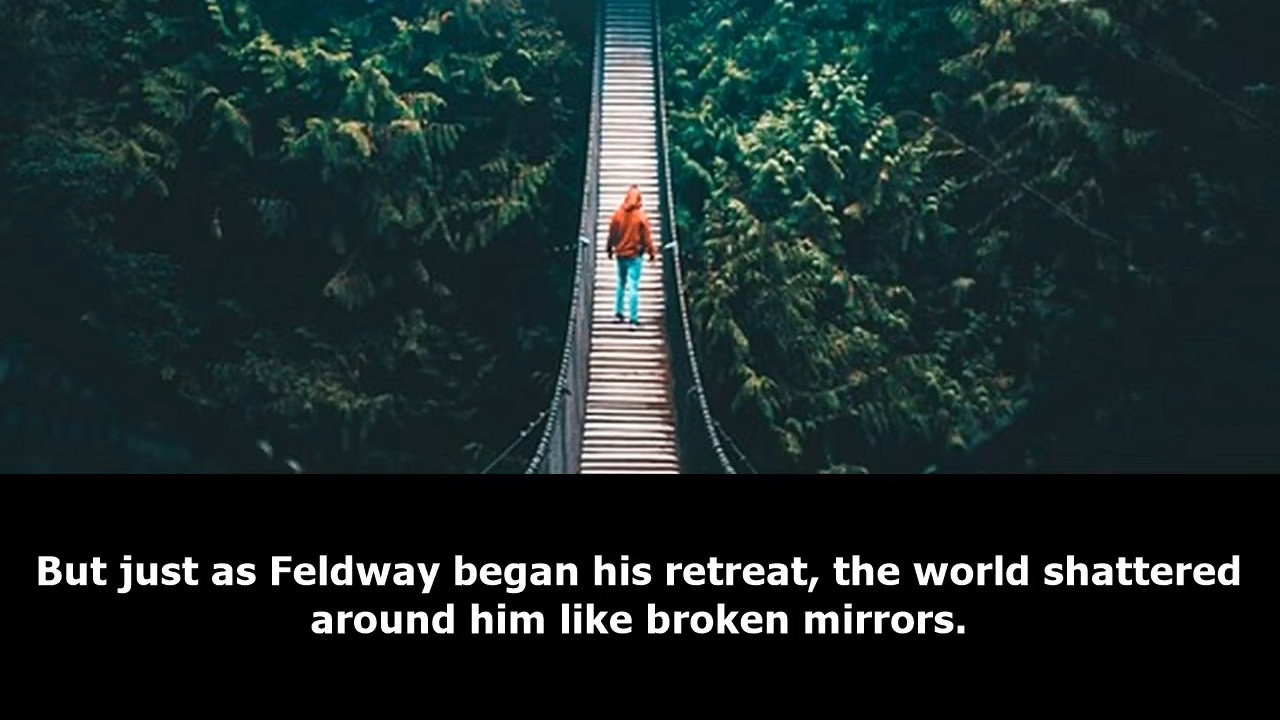 But just as Feldway began his retreat, the world shattered
around him like broken mirrors.